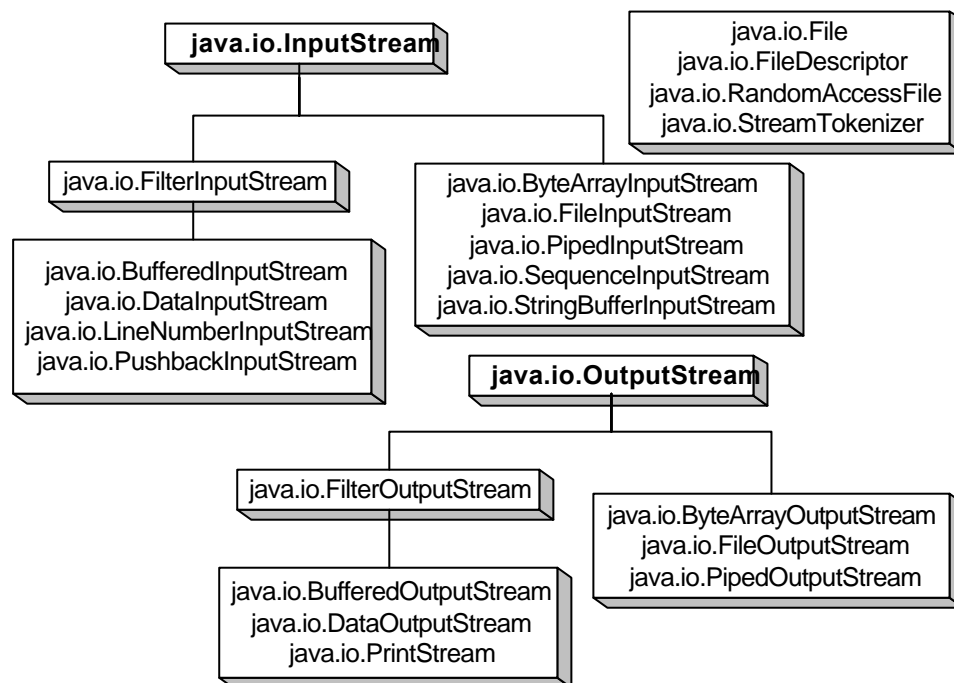 java.io.InputStream
java.io.File
java.io.FileDescriptor
java.io.RandomAccessFile
java.io.StreamTokenizer
java.io.FilterInputStream
java.io.BufferedInputStream
java.io.DataInputStream
java.io.LineNumberInputStream
java.io.PushbackInputStream
java.io.ByteArrayInputStream
java.io.FileInputStream
java.io.PipedInputStream
java.io.SequenceInputStream
java.io.StringBufferInputStream
java.io.OutputStream
java.io.FilterOutputStream
java.io.BufferedOutputStream
java.io.DataOutputStream
java.io.PrintStream
java.io.ByteArrayOutputStream
java.io.FileOutputStream
java.io.PipedOutputStream